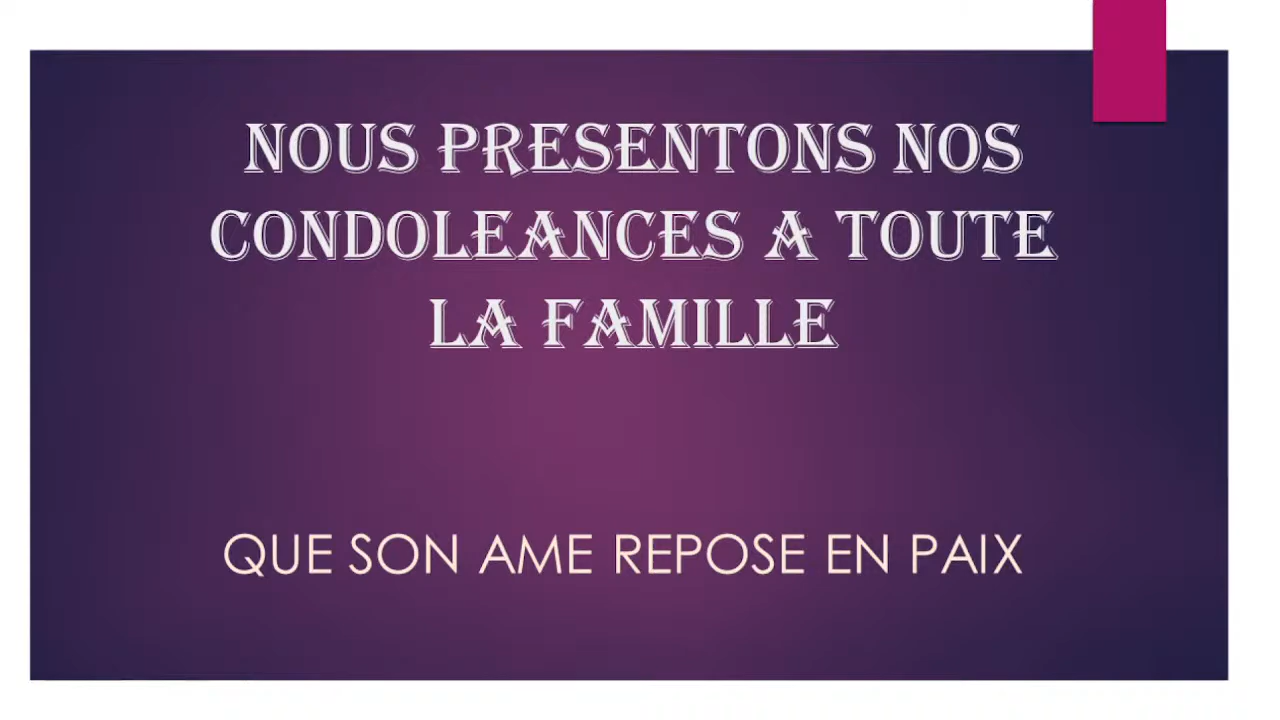 NOUS PRESENTONS NOS
CONDOLEANCES A TOUTE
LA FAMILLE
QUE SON AME REPOSE EN PAIX